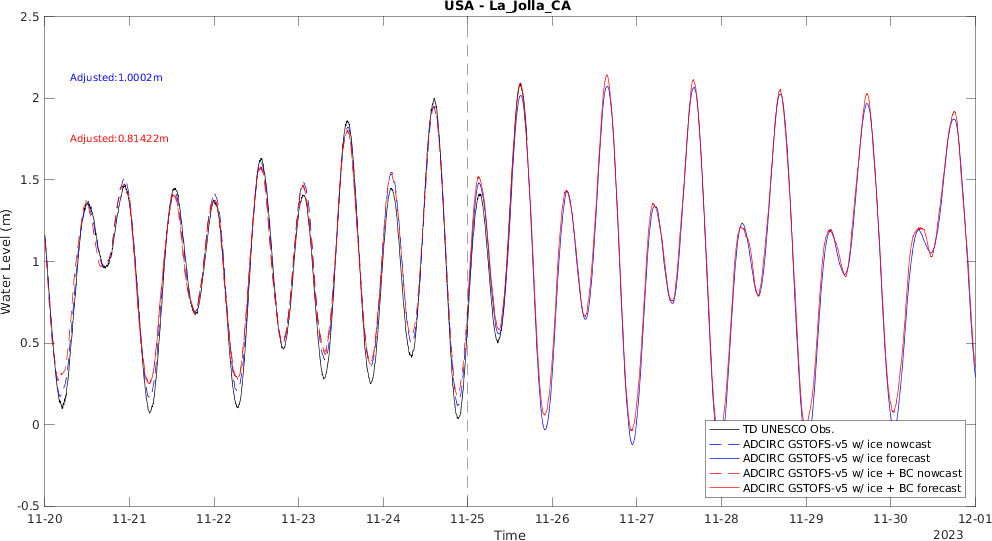 USA - La_Jolla_CA
2.5
2
1.5
1
0.5
0
-0.5
Water Level (m)
Adjusted:1.0002m
Adjusted:0.81422m
TD UNESCO Obs.
ADCIRC GSTOFS-v5 w/ ice nowcast
ADCIRC GSTOFS-v5 w/ ice forecast
ADCIRC GSTOFS-v5 w/ ice + BC nowcast
ADCIRC GSTOFS-v5 w/ ice + BC forecast
11-20 11-21 11-22 11-23 11-24 11-25 11-26 11-27 11-28 11-29 11-30 12-01
Time
2023